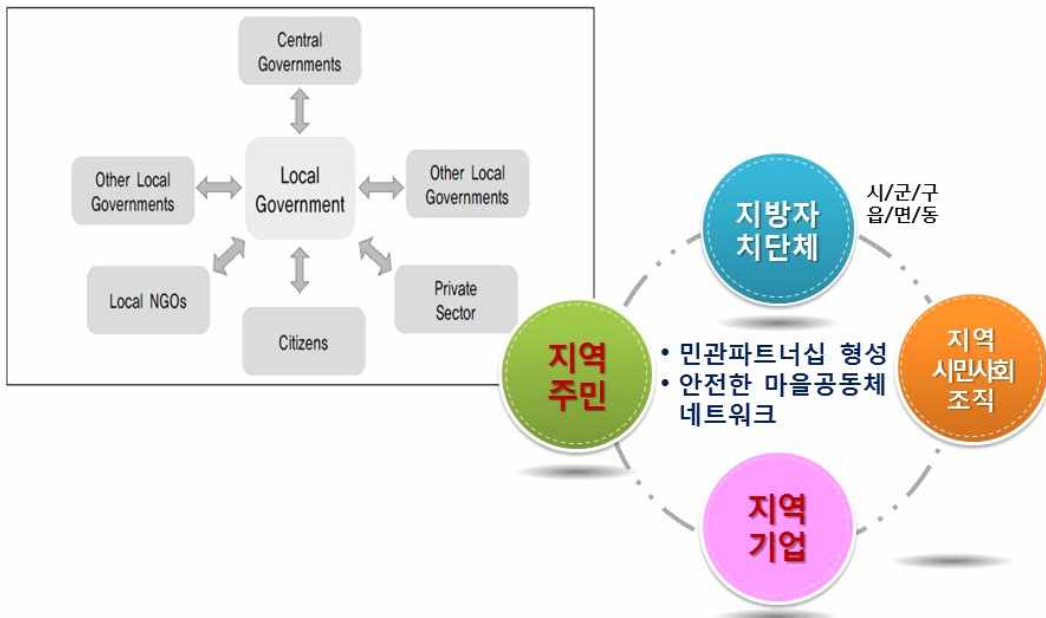 Central
Governments
Other Local
Governments
Local
Government
Other Local
Governments
Local NGOs
Citizens
Private
Sector
지방자
치단체
시/군/구
읍/면/동
지역
주민
• 민관파트너십 형성
• 안전한 마을공동체
네트워크
지역
시민사회
조직
지역
기업